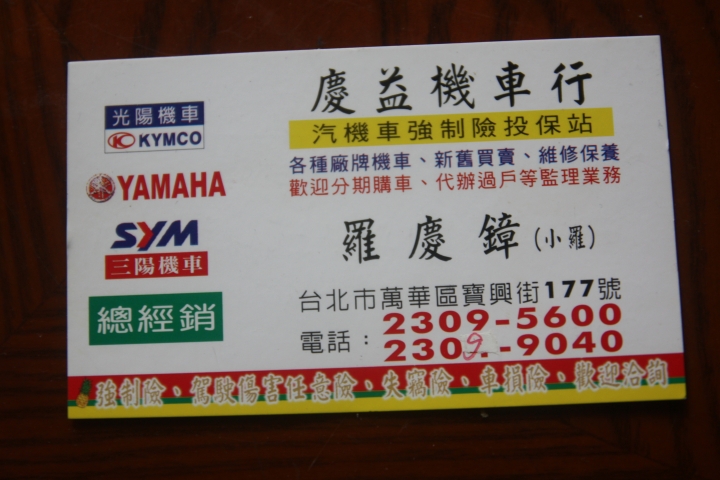 光陽機車
KYMCO
YAMAHA
SYM
三陽機車
總經銷
慶益機車行
汽機車強制險投保站
各種廠牌機車、新舊買賣、維修保養
歡迎分期購車、代辦過戶等監理業務
羅慶鐘(小羅)
台北市萬華區寶興街177號
電話：2309-5600
2309-9040
強制險、駕駛傷害任意險、失竊險、車損險、歡迎洽詢